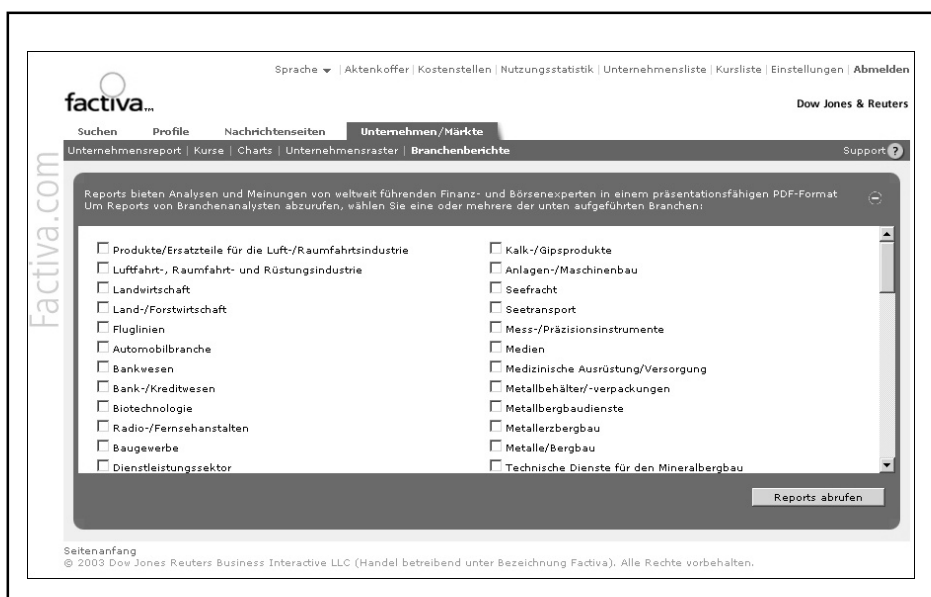 Sprache | Aktenkoffer | Kostenstellen | Nutzungsstatistik | Unternehmensliste | Kursliste | Einstellungen | Abmelden
factiva™
Dow Jones & Reuters
Suchen Profile Nachrichtenseiten Unternehmen/Märkte
Unternehmensreport | Kurse | Charts | Unternehmensraster | Branchenberichte Support ?
Factiva.com
Reports bieten Analysen und Meinungen von weltweit führenden Finanz- und Börsenexperten in einem präsentationsfähigen PDF-Format
Um Reports von Branchenanalysten abzurufen, wählen Sie eine oder mehrere der unten aufgeführten Branchen:
Produkte/Ersatzteile für die Luft-/Raumfahrtsindustrie
Luftfahrt-, Raumfahrt- und Rüstungsindustrie
Landwirtschaft
Land-/Forstwirtschaft
Fluglinien
Automobilbranche
Bankwesen
Bank-/Kreditwesen
Biotechnologie
Radio-/Fernsehanstalten
Baugewerbe
Dienstleistungssektor
Kalk-/Gipsprodukte
Anlagen-/Maschinenbau
Seefracht
Seetransport
Mess-/Präzisionsinstrumente
Medien
Medizinische Ausrüstung/Versorgung
Metallbehälter/-verpackungen
Metallbergbaudienste
Metallerzbergbau
Metalle/Bergbau
Technische Dienste für den Mineralbergbau
Reports abrufen
Seitenanfang
© 2003 Dow Jones Reuters Business Interactive LLC (Handel betreibend unter Bezeichnung Factiva). Alle Rechte vorbehalten.